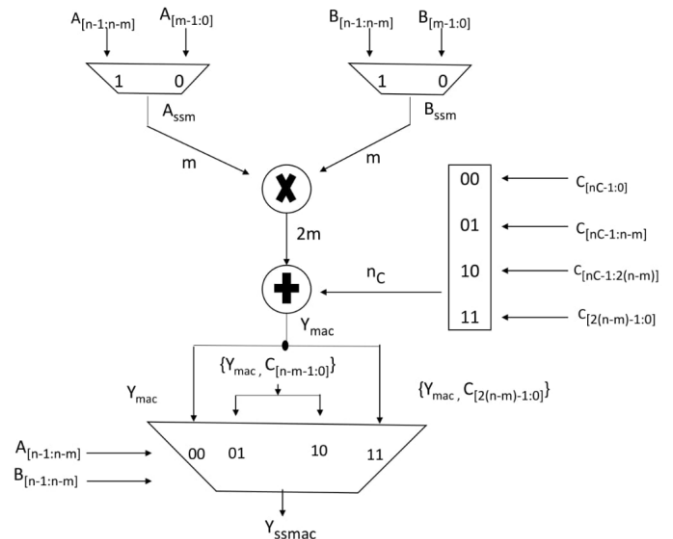 A[n-1:n-m] A[m-1:0] B[n-1:n-m] B[m-1:0]
1 0 1 0
Assm Bssm
m m
00 C[nC-1:0]
01 C[nC-1:n-m]
2m
10 C[nC-1:2(n-m)]
nC
11 C[2(n-m)-1:0]
Ymac
{Ymac , C[n-m-1:0]}
Ymac {Ymac , C[2(n-m)-1:0]}
A[n-1:n-m] 00 01 10 11
B[n-1:n-m]
Yssmac